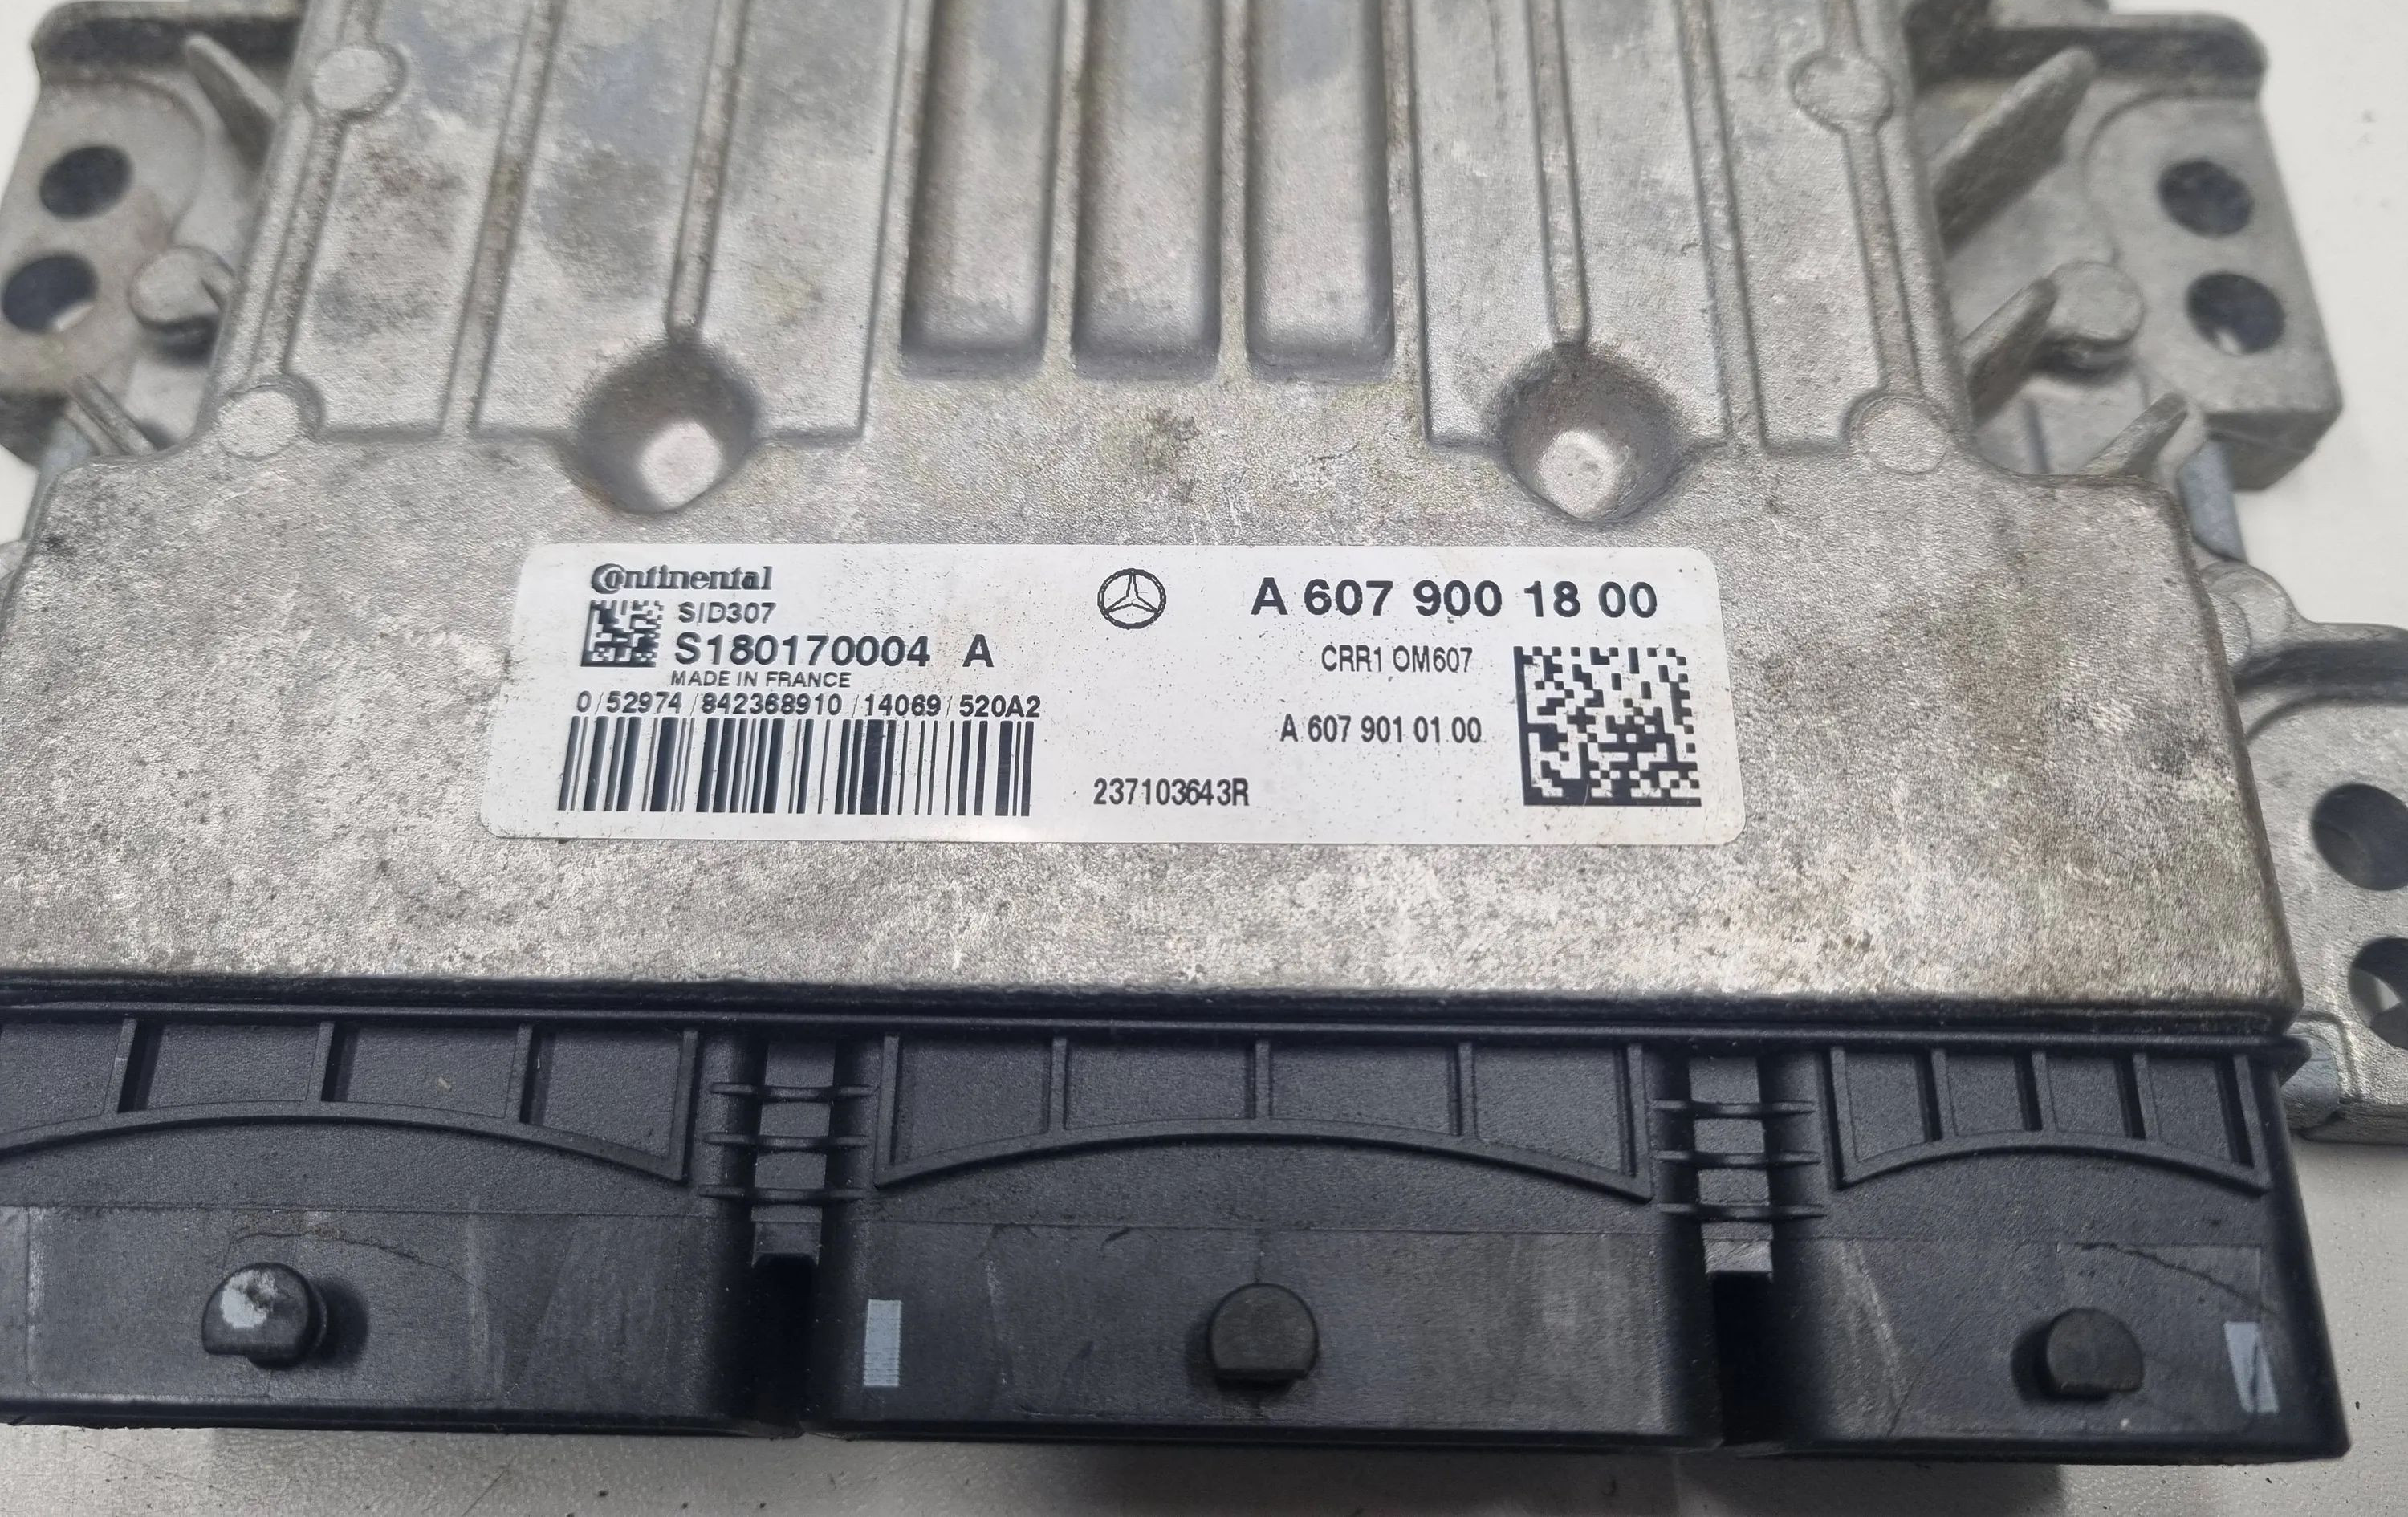 Continental
SID307
S180170004 A
MADE IN FRANCE
0/52974/842368910/14069/520A2
A 607 900 18 00
CRR1 OM607
A 607 901 01 00
237103643R